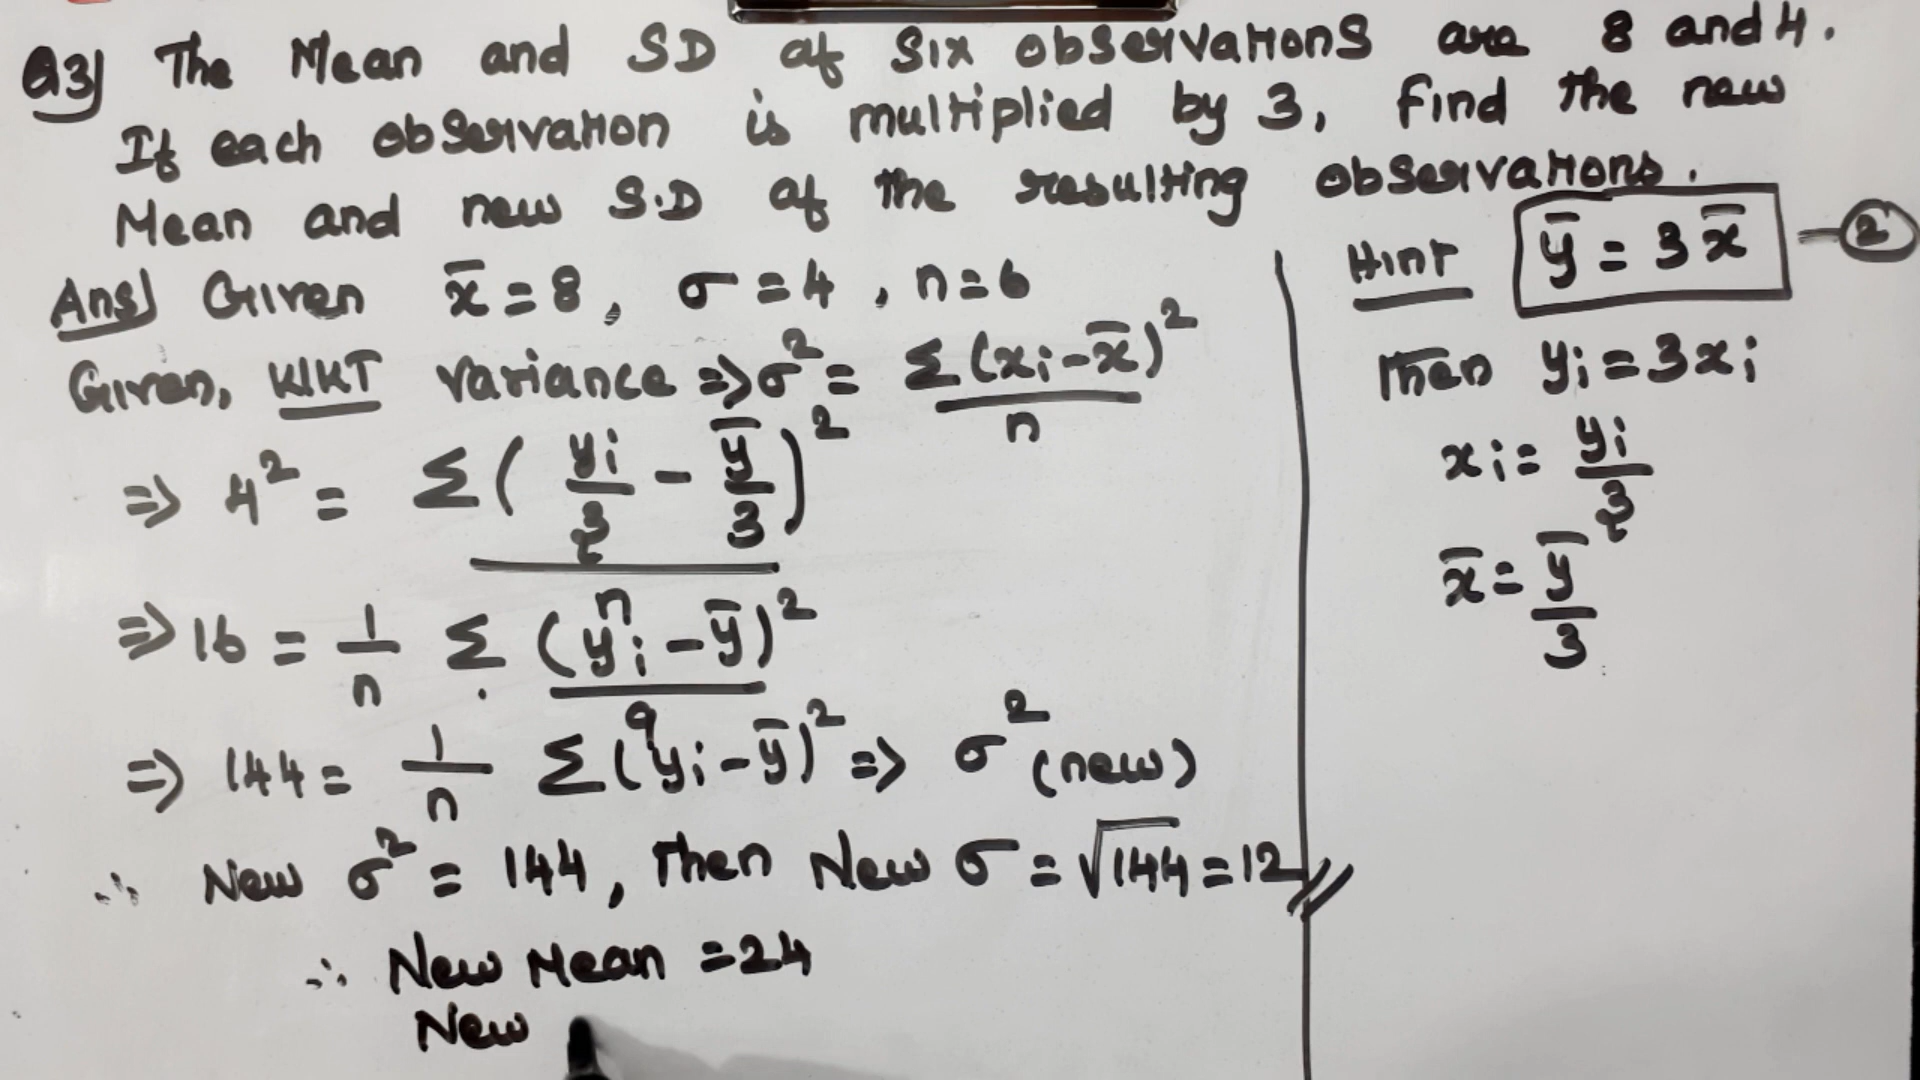 Q3) The Mean and SD of Six observations are 8 and 4.
If each observation is multiplied by 3, find the new
Mean and new S.D of the resulting observations.
Ans) Given x̄ = 8, σ = 4, n = 6
Given, WKT variance => σ² = Σ(xᵢ - x̄)² / n
=> 4² = Σ(yᵢ/3 - ȳ/3)² / n
=> 16 = 1/n Σ (yᵢ - ȳ)² / 9
=> 144 = 1/n Σ(yᵢ - ȳ)² => σ² (new)
∴ New σ² = 144, Then New σ = √144 = 12 //
∴ New Mean = 24
New
Hint ȳ = 3x̄ — 2
Then yᵢ = 3xᵢ
xᵢ = yᵢ/3
x̄ = ȳ/3